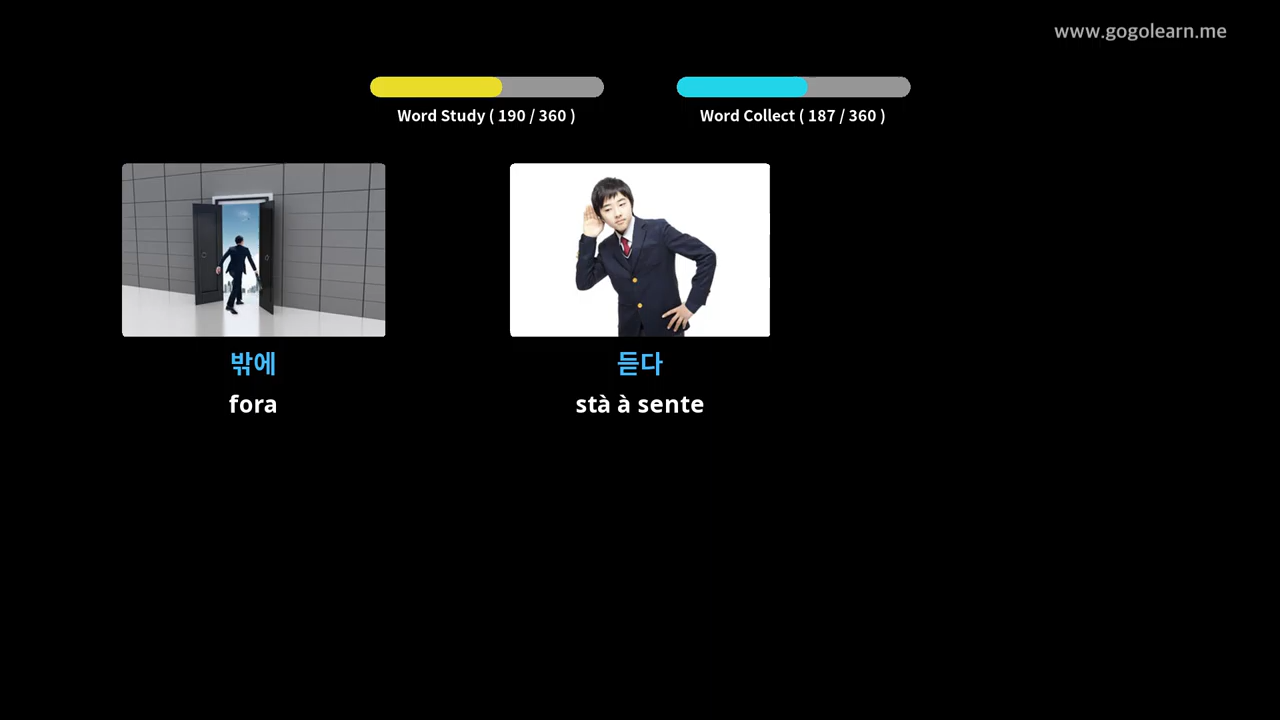 www.gogolearn.me
Word Study ( 190 / 360 )
Word Collect ( 187 / 360 )
밖에
fora
듣다
stà à sente